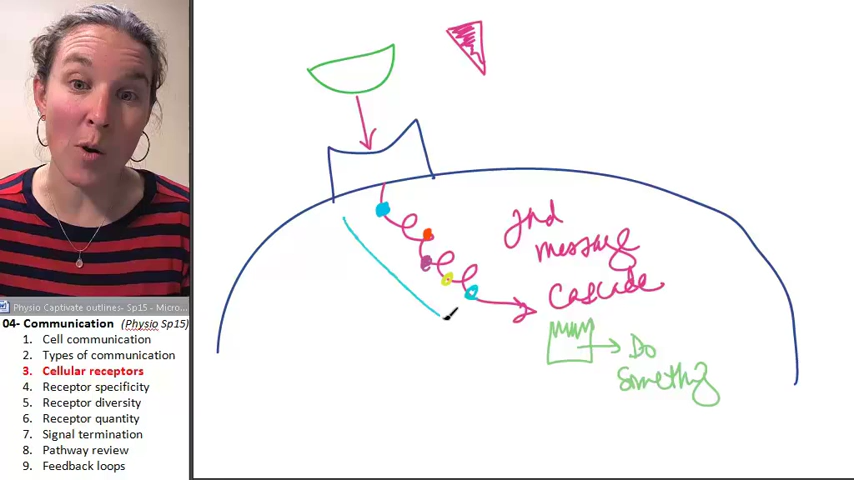 Physio Captivate outlines- Sp15 - Micro...
04- Communication (Physio Sp15)
1. Cell communication
2. Types of communication
3. Cellular receptors
4. Receptor specificity
5. Receptor diversity
6. Receptor quantity
7. Signal termination
8. Pathway review
9. Feedback loops
2nd
message
Cascade
Do
Something